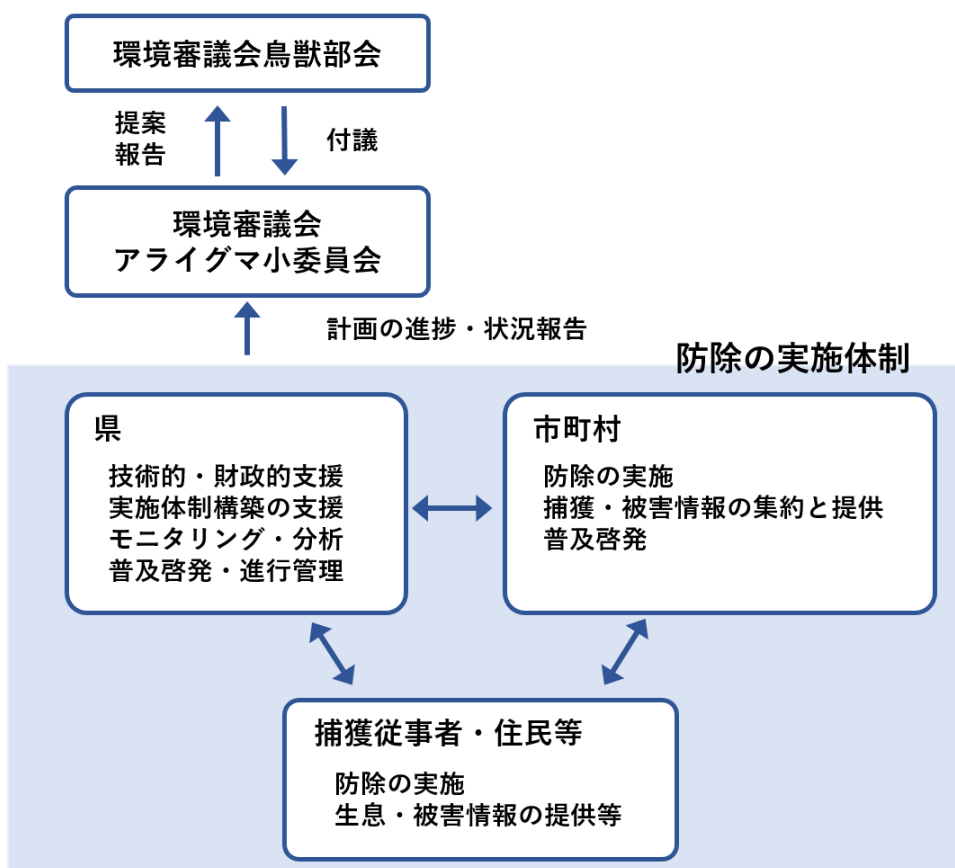 環境審議会鳥獣部会
提案
報告
付議
環境審議会
アライグマ小委員会
計画の進捗・状況報告
防除の実施体制
県
技術的・財政的支援
実施体制構築の支援
モニタリング・分析
普及啓発・進行管理
市町村
防除の実施
捕獲・被害情報の集約と提供
普及啓発
捕獲従事者・住民等
防除の実施
生息・被害情報の提供等